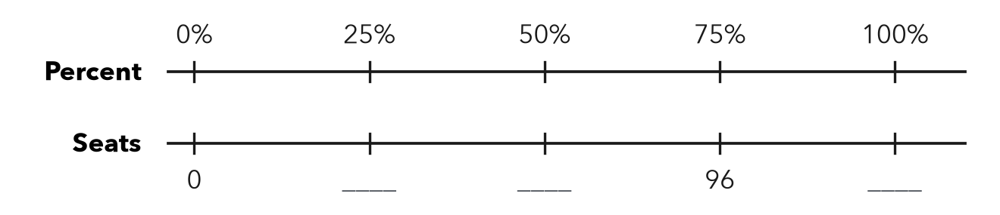 0% 25% 50% 75% 100%
Percent
Seats
0 ____ ____ 96 ____